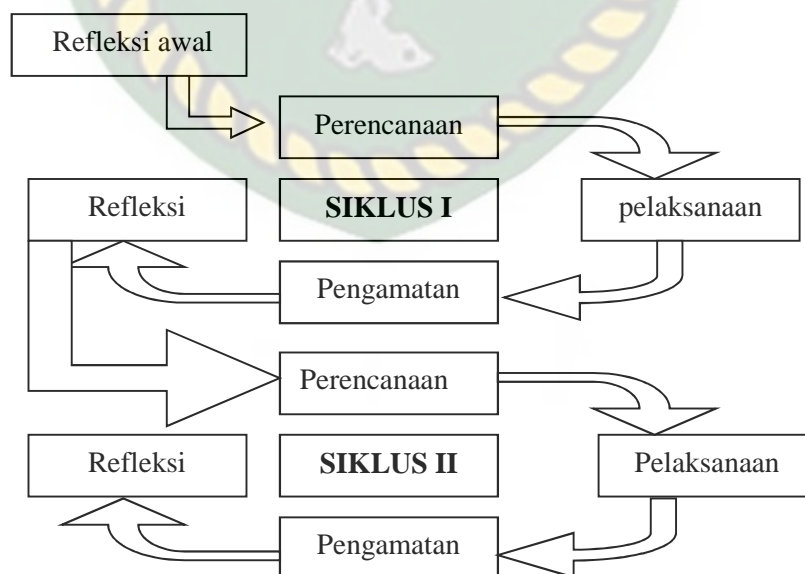 Refleksi awal
Perencanaan
Refleksi
SIKLUS I
pelaksanaan
Pengamatan
Perencanaan
Refleksi
SIKLUS II
Pelaksanaan
Pengamatan